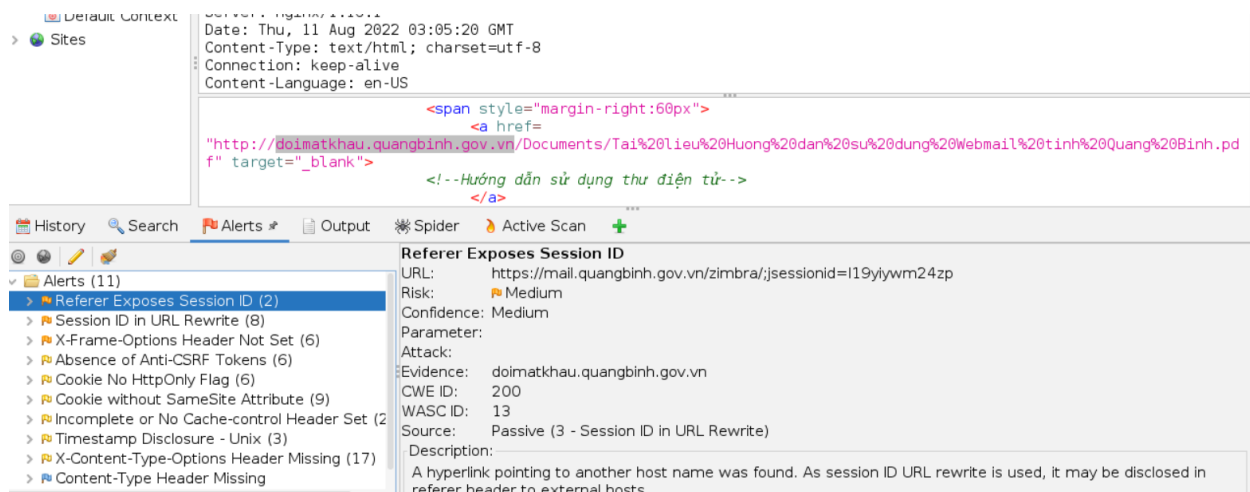 Default Context
Sites
Date: Thu, 11 Aug 2022 03:05:20 GMT
Content-Type: text/html; charset=utf-8
Connection: keep-alive
Content-Language: en-US
<span style="margin-right:60px">
<a href=
"http://doimatkhau.quangbinh.gov.vn/Documents/Tai%20lieu%20Huong%20dan%20su%20dung%20Webmail%20tinh%20Quang%20Binh.pd
f" target="_blank">
<!--Hướng dẫn sử dụng thư điện tử-->
</a>
History Search Alerts Output Spider Active Scan
Alerts (11)
Referer Exposes Session ID (2)
Session ID in URL Rewrite (8)
X-Frame-Options Header Not Set (6)
Absence of Anti-CSRF Tokens (6)
Cookie No HttpOnly Flag (6)
Cookie without SameSite Attribute (9)
Incomplete or No Cache-control Header Set (2
Timestamp Disclosure - Unix (3)
X-Content-Type-Options Header Missing (17)
Content-Type Header Missing
Referer Exposes Session ID
URL: https://mail.quangbinh.gov.vn/zimbra/;jsessionid=l19yiywm24zp
Risk: Medium
Confidence: Medium
Parameter:
Attack:
Evidence: doimatkhau.quangbinh.gov.vn
CWE ID: 200
WASC ID: 13
Source: Passive (3 - Session ID in URL Rewrite)
Description:
A hyperlink pointing to another host name was found. As session ID URL rewrite is used, it may be disclosed in
referer header to external hosts